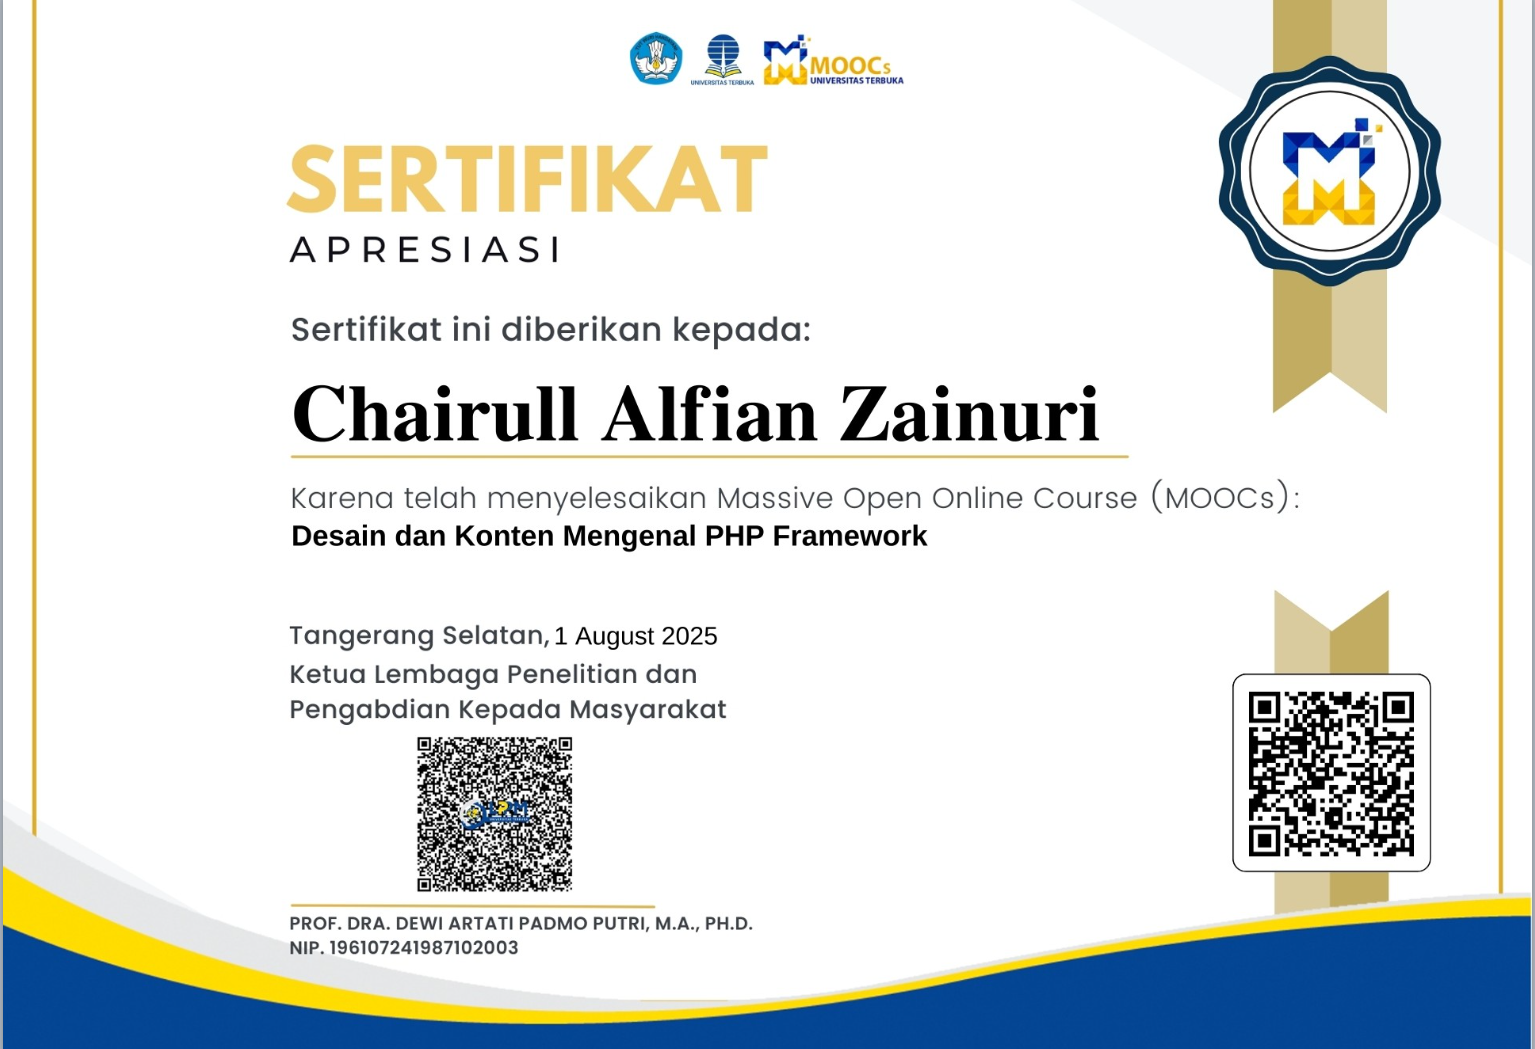 UNIVERSITAS TERBUKA
MOOCs
UNIVERSITAS TERBUKA
SERTIFIKAT
APRESIASI
Sertifikat ini diberikan kepada:
Chairull Alfian Zainuri
Karena telah menyelesaikan Massive Open Online Course (MOOCs):
Desain dan Konten Mengenal PHP Framework
Tangerang Selatan, 1 August 2025
Ketua Lembaga Penelitian dan
Pengabdian Kepada Masyarakat
PROF. DRA. DEWI ARTATI PADMO PUTRI, M.A., PH.D.
NIP. 196107241987102003